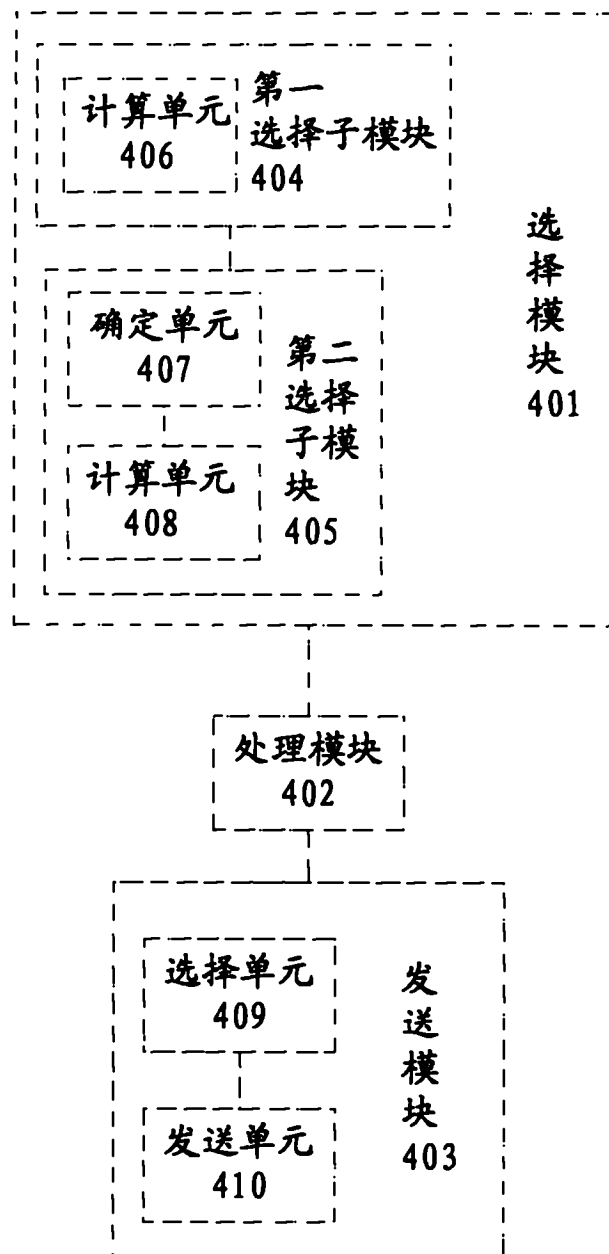 计算单元
406
第一
选择子模块
404
确定单元
407
计算单元
408
第二
选择
子模
块
405
选
择
模
块
401
处理模块
402
选择单元
409
发送单元
410
发
送
模
块
403